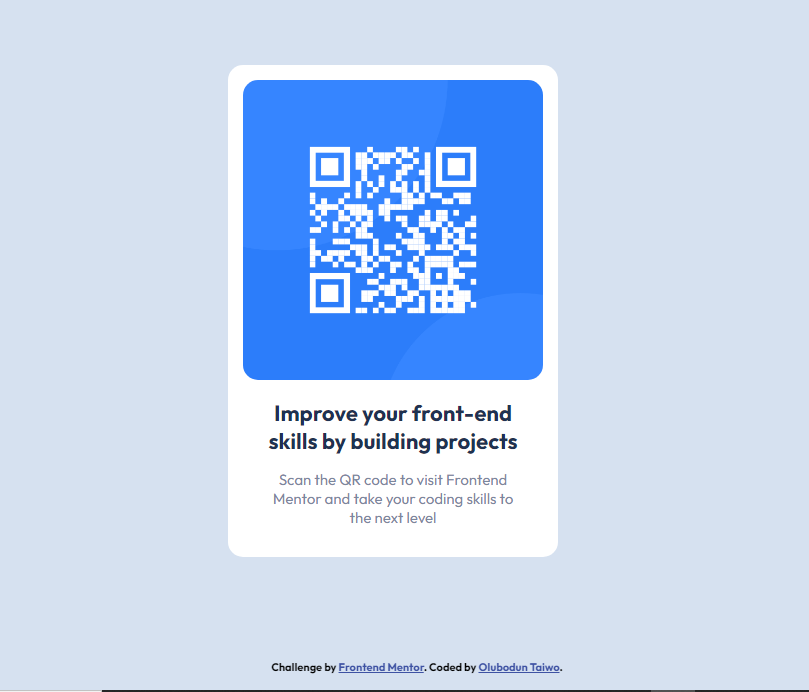 Improve your front-end
skills by building projects
Scan the QR code to visit Frontend
Mentor and take your coding skills to
the next level
Challenge by Frontend Mentor. Coded by Olubodun Taiwo.